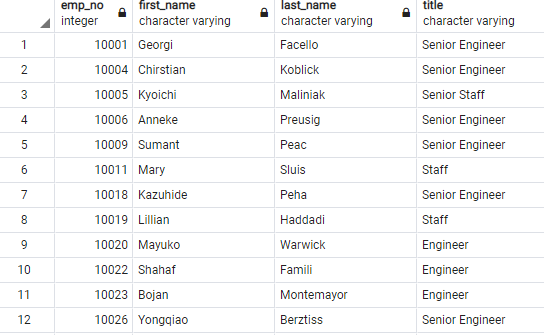 emp_no first_name last_name title
integer character varying character varying character varying
1 10001 Georgi Facello Senior Engineer
2 10004 Chirstian Koblick Senior Engineer
3 10005 Kyoichi Maliniak Senior Staff
4 10006 Anneke Preusig Senior Engineer
5 10009 Sumant Peac Senior Engineer
6 10011 Mary Sluis Staff
7 10018 Kazuhide Peha Senior Engineer
8 10019 Lillian Haddadi Staff
9 10020 Mayuko Warwick Engineer
10 10022 Shahaf Famili Engineer
11 10023 Bojan Montemayor Engineer
12 10026 Yongqiao Berztiss Senior Engineer